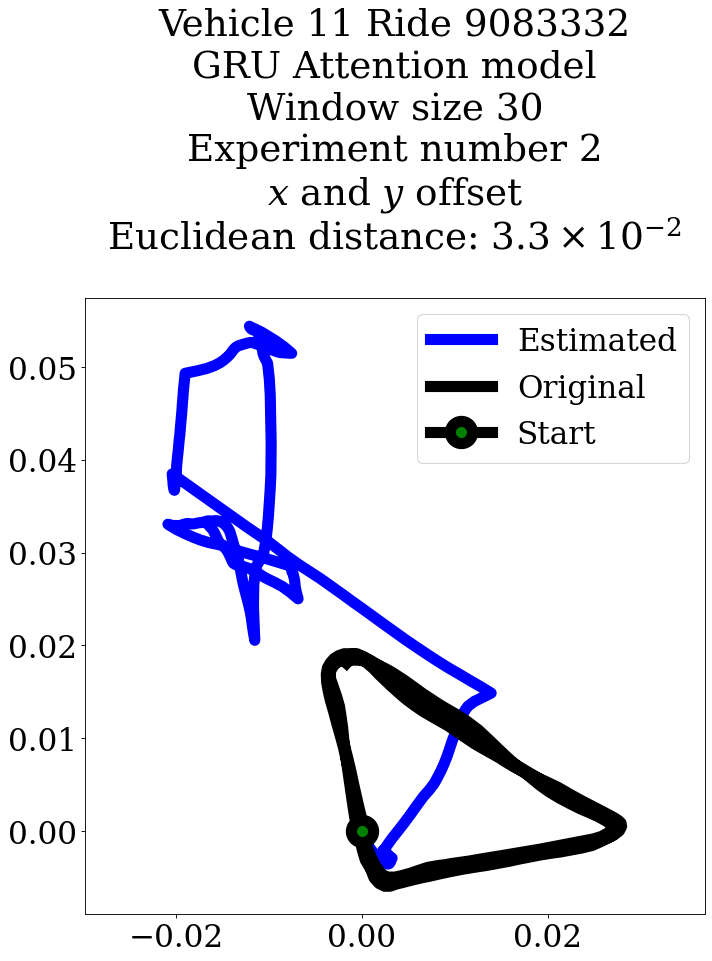 Vehicle 11 Ride 9083332
GRU Attention model
Window size 30
Experiment number 2
x and y offset
Euclidean distance: 3.3 × 10⁻²
Estimated
Original
Start
0.05
0.04
0.03
0.02
0.01
0.00
−0.02 0.00 0.02